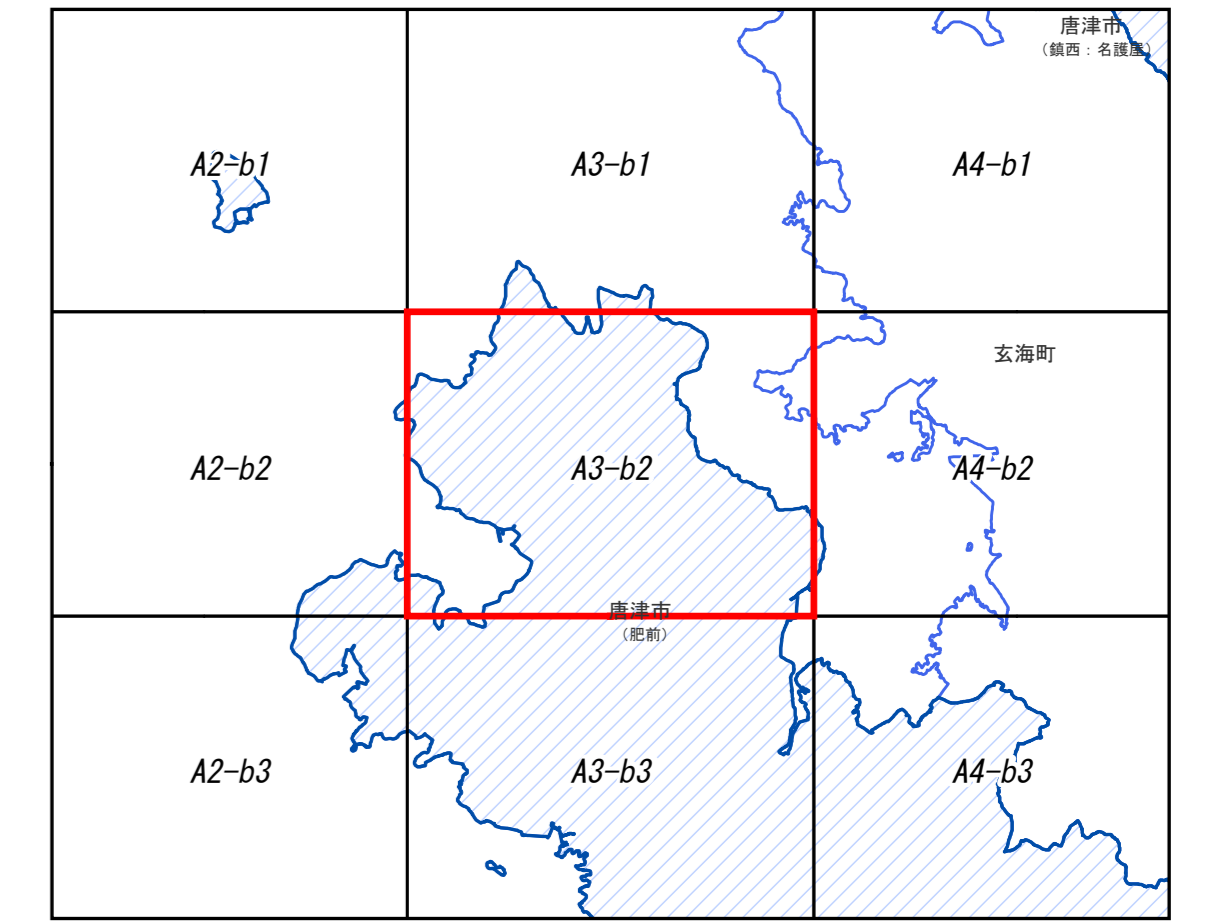 唐津市
（鎮西：名護屋）
A2-b1
A3-b1
A4-b1
玄海町
A2-b2
A3-b2
A4-b2
唐津市
（肥前）
A2-b3
A3-b3
A4-b3